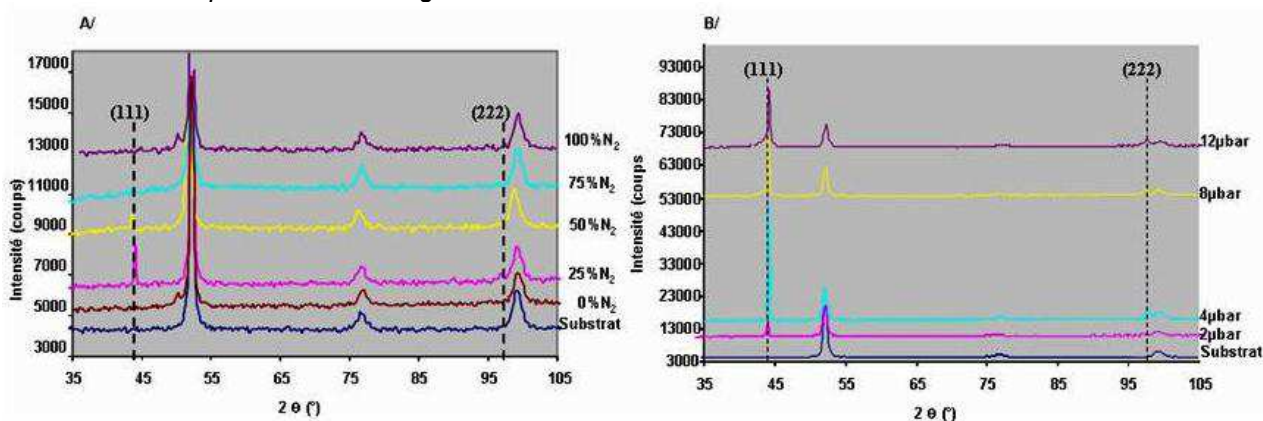 A/
Intensité (coups)
17000
15000
13000
11000
9000
7000
5000
3000
(111)
(222)
100%N2
75%N2
50%N2
25%N2
0%N2
Substrat
35 45 55 65 75 85 95 105
2 ɵ (°)
B/
Intensité (coups
93000
83000
73000
63000
53000
43000
33000
23000
13000
3000
(111)
(222)
12µbar
8µbar
4µbar
2µbar
Substrat
35 45 55 65 75 85 95 105
2 ɵ (°)